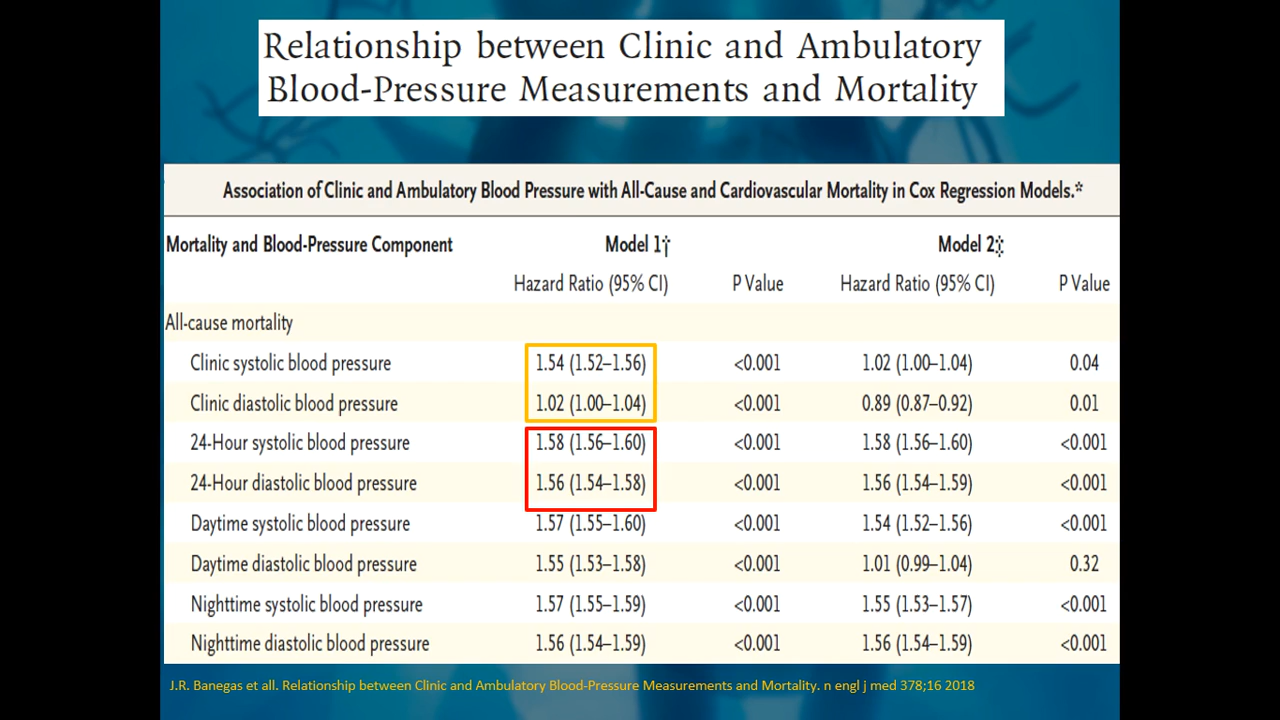 Relationship between Clinic and Ambulatory
Blood-Pressure Measurements and Mortality
Association of Clinic and Ambulatory Blood Pressure with All-Cause and Cardiovascular Mortality in Cox Regression Models.*
Mortality and Blood-Pressure Component Model 1† Model 2‡
Hazard Ratio (95% CI) P Value Hazard Ratio (95% CI) P Value
All-cause mortality
Clinic systolic blood pressure 1.54 (1.52–1.56) <0.001 1.02 (1.00–1.04) 0.04
Clinic diastolic blood pressure 1.02 (1.00–1.04) <0.001 0.89 (0.87–0.92) 0.01
24-Hour systolic blood pressure 1.58 (1.56–1.60) <0.001 1.58 (1.56–1.60) <0.001
24-Hour diastolic blood pressure 1.56 (1.54–1.58) <0.001 1.56 (1.54–1.59) <0.001
Daytime systolic blood pressure 1.57 (1.55–1.60) <0.001 1.54 (1.52–1.56) <0.001
Daytime diastolic blood pressure 1.55 (1.53–1.58) <0.001 1.01 (0.99–1.04) 0.32
Nighttime systolic blood pressure 1.57 (1.55–1.59) <0.001 1.55 (1.53–1.57) <0.001
Nighttime diastolic blood pressure 1.56 (1.54–1.59) <0.001 1.56 (1.54–1.59) <0.001
J.R. Banegas et all. Relationship between Clinic and Ambulatory Blood-Pressure Measurements and Mortality. n engl j med 378;16 2018